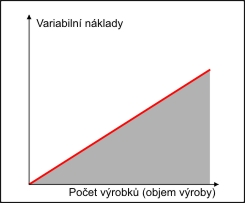 Variabilní náklady
Počet výrobků (objem výroby)